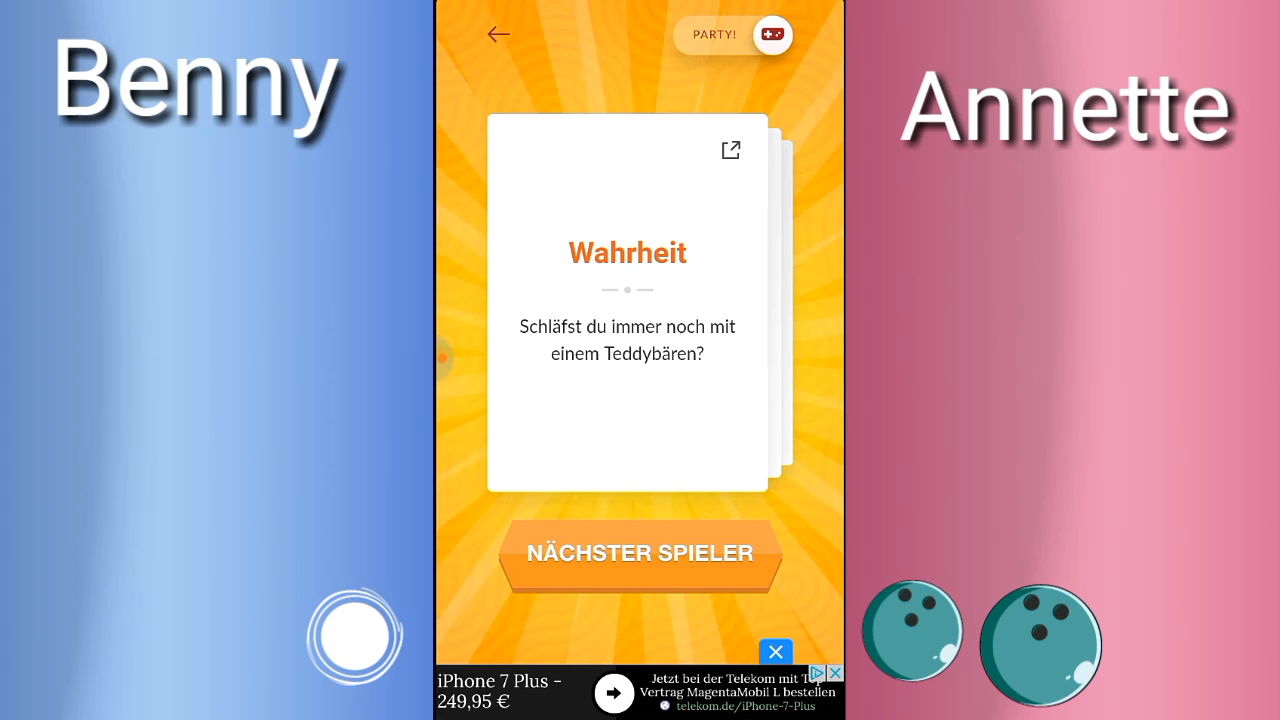 Benny
PARTY!
Annette
Wahrheit
Schläfst du immer noch mit
einem Teddybären?
NÄCHSTER SPIELER
iPhone 7 Plus -
249,95 €
Jetzt bei der Telekom mit Top
Vertrag MagentaMobil L bestellen
telekom.de/iPhone-7-Plus